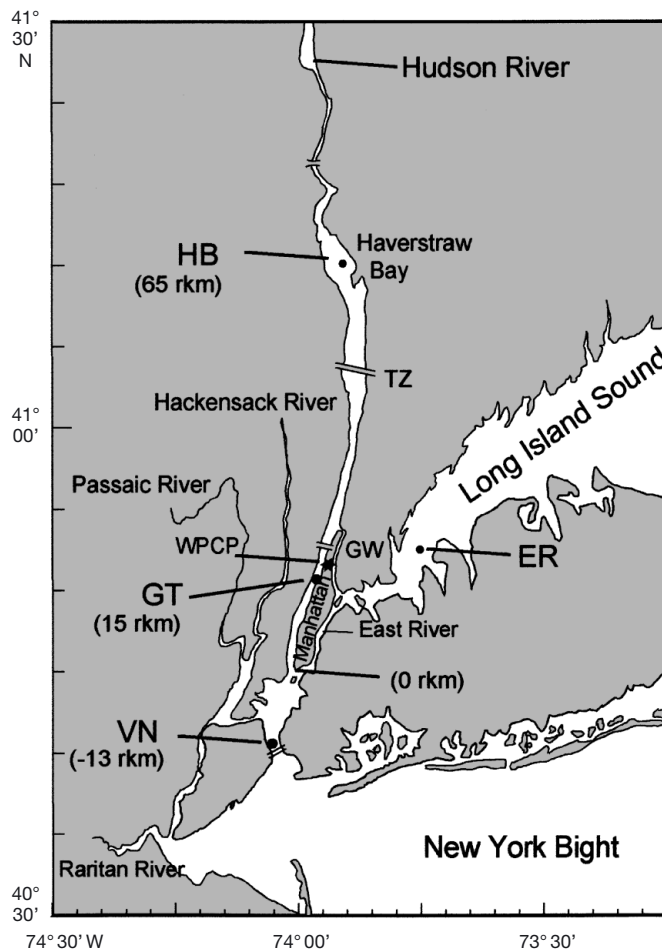 41°
30'
N
Hudson River
HB
(65 rkm)
Haverstraw
Bay
TZ
Hackensack River
41°
00'
Long Island Sound
Passaic River
WPCP
GW
ER
GT
(15 rkm)
Manhattan
East River
(0 rkm)
VN
(-13 rkm)
New York Bight
Raritan River
40°
30'
74°30' W
74°00'
73°30'